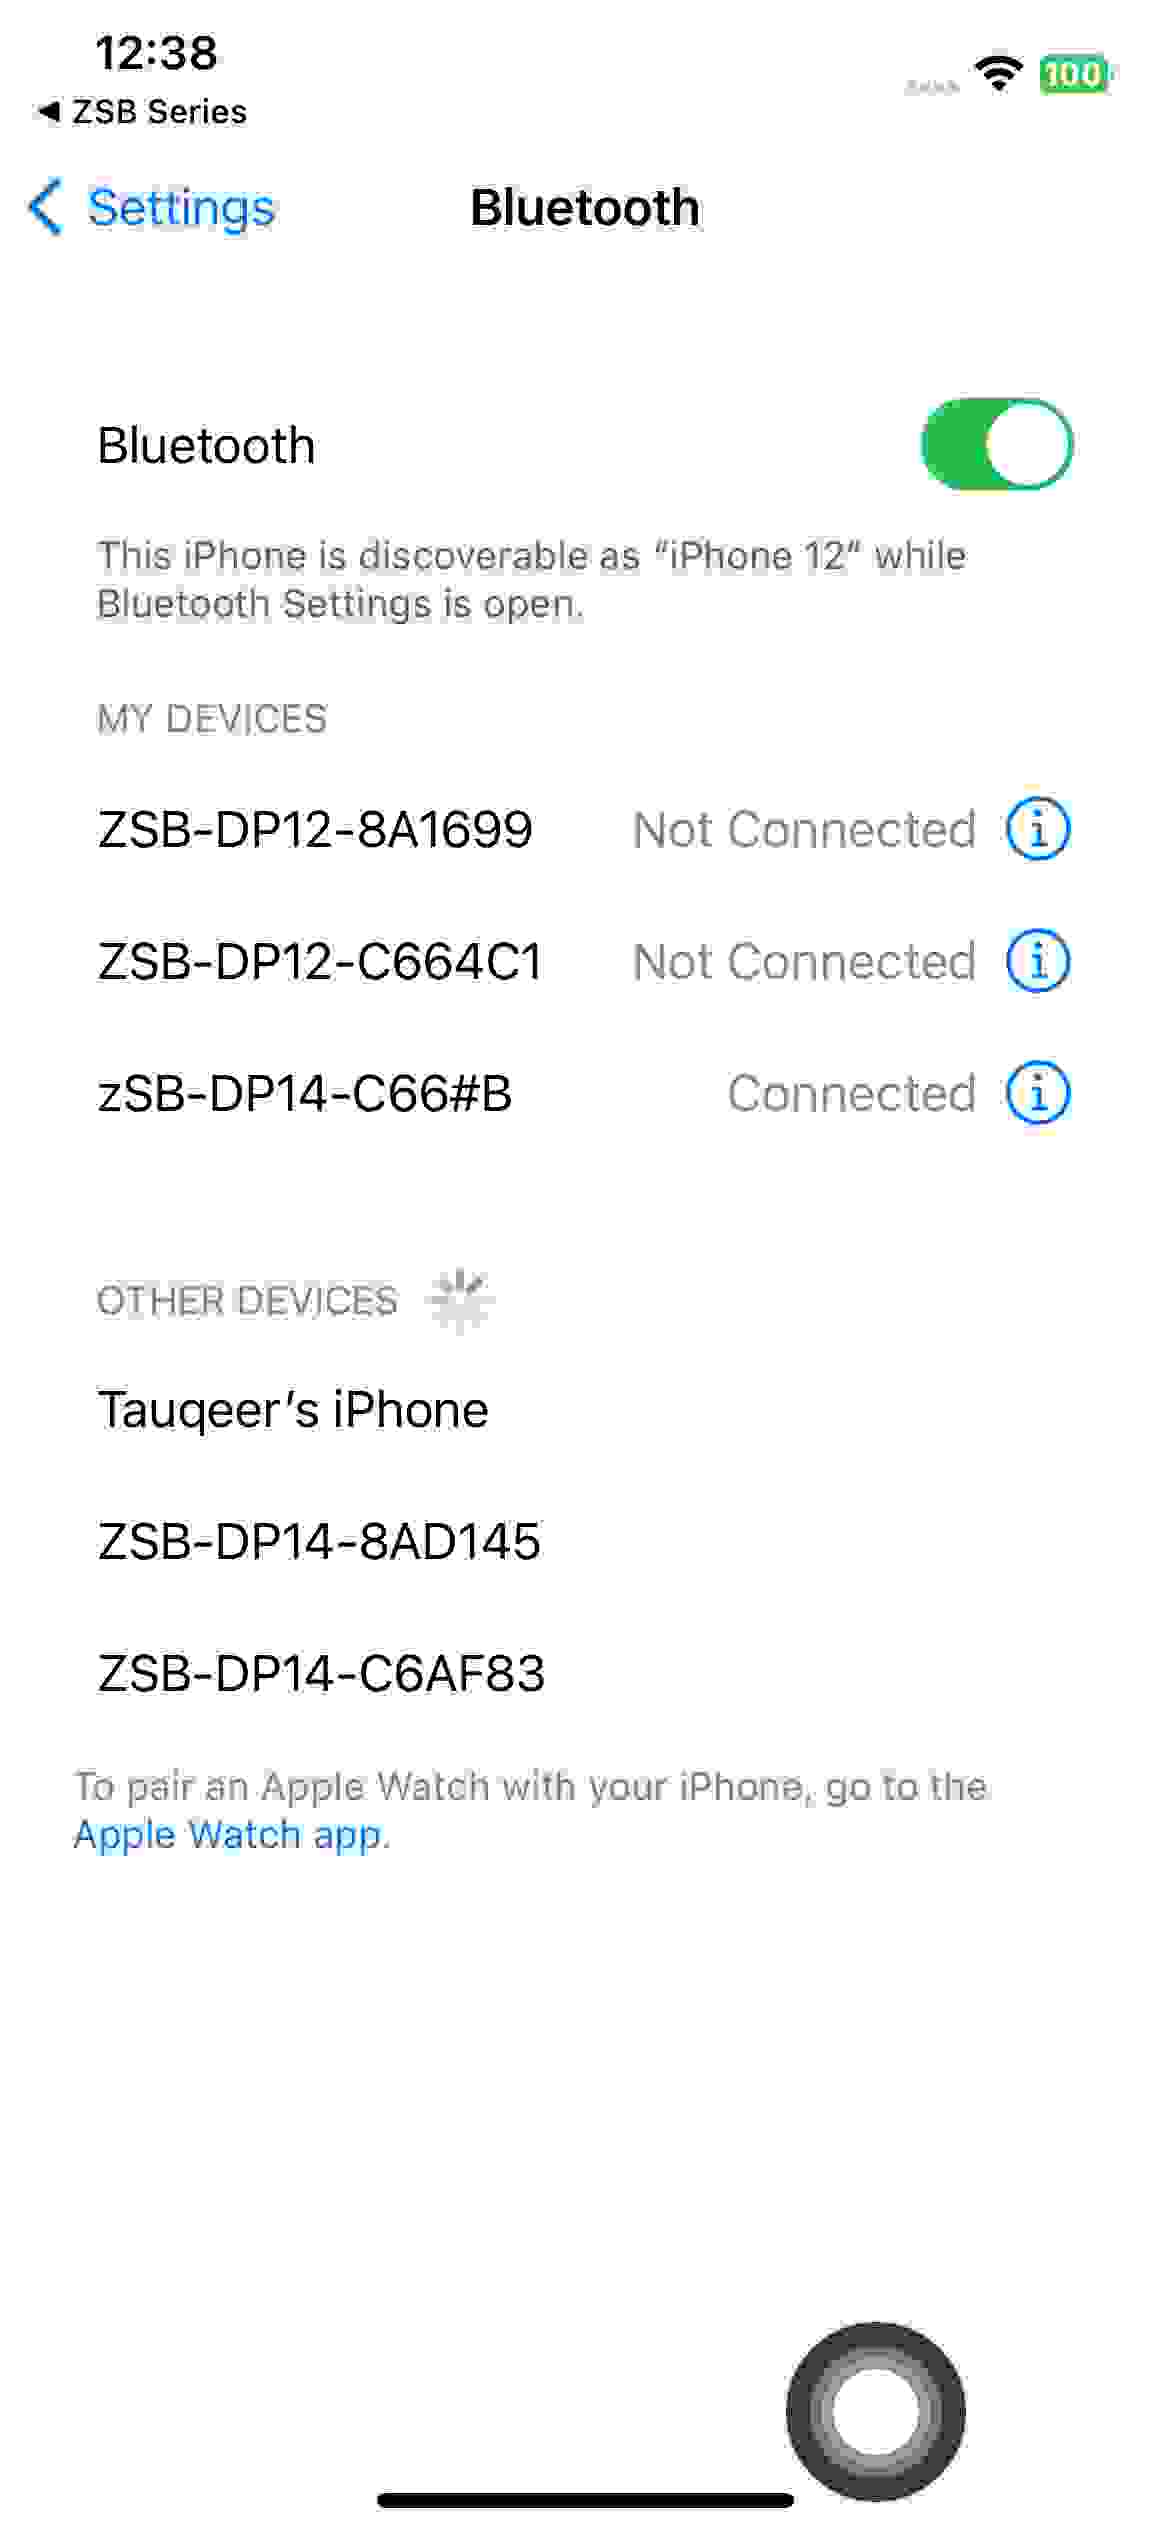 12:38
◀ ZSB Series
100
Settings
Bluetooth
Bluetooth
This iPhone is discoverable as “iPhone 12” while
Bluetooth Settings is open.
MY DEVICES
ZSB-DP12-8A1699 Not Connected
ZSB-DP12-C664C1 Not Connected
zSB-DP14-C66#B Connected
OTHER DEVICES
Tauqeer’s iPhone
ZSB-DP14-8AD145
ZSB-DP14-C6AF83
To pair an Apple Watch with your iPhone, go to the
Apple Watch app.